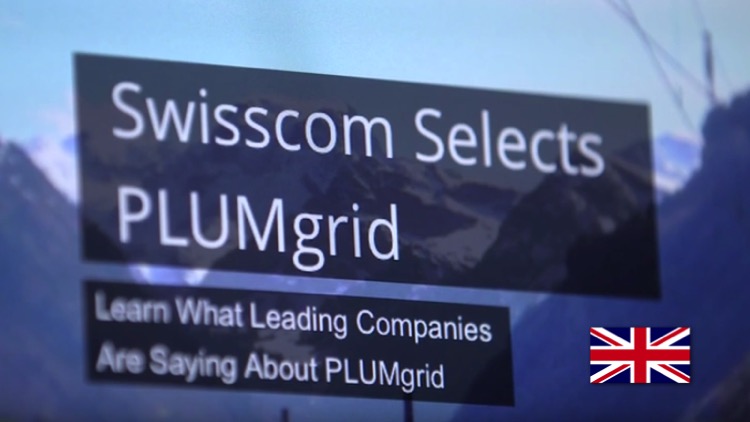 Swisscom Selects
PLUMgrid
Learn What Leading Companies
Are Saying About PLUMgrid